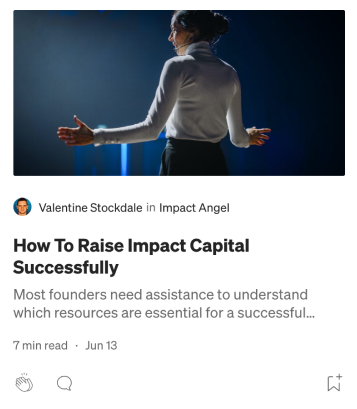 Valentine Stockdale in Impact Angel
How To Raise Impact Capital
Successfully
Most founders need assistance to understand
which resources are essential for a successful...
7 min read · Jun 13